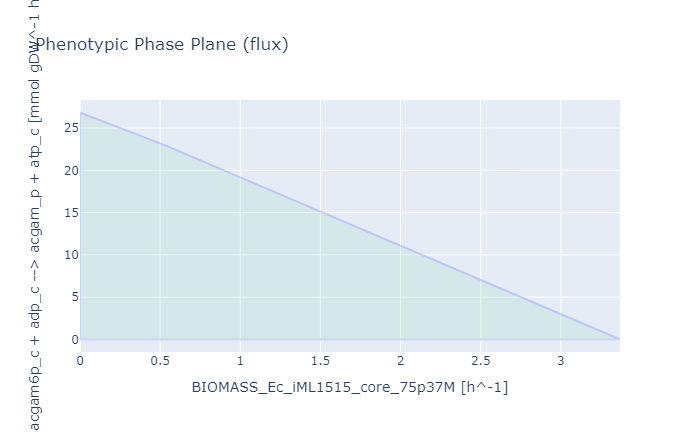 Phenotypic Phase Plane (flux)
acgam6p_c + adp_c --> acgam_p + atp_c [mmol gDW^-1 h
25
20
15
10
5
0
0 0.5 1 1.5 2 2.5 3
BIOMASS_Ec_iML1515_core_75p37M [h^-1]